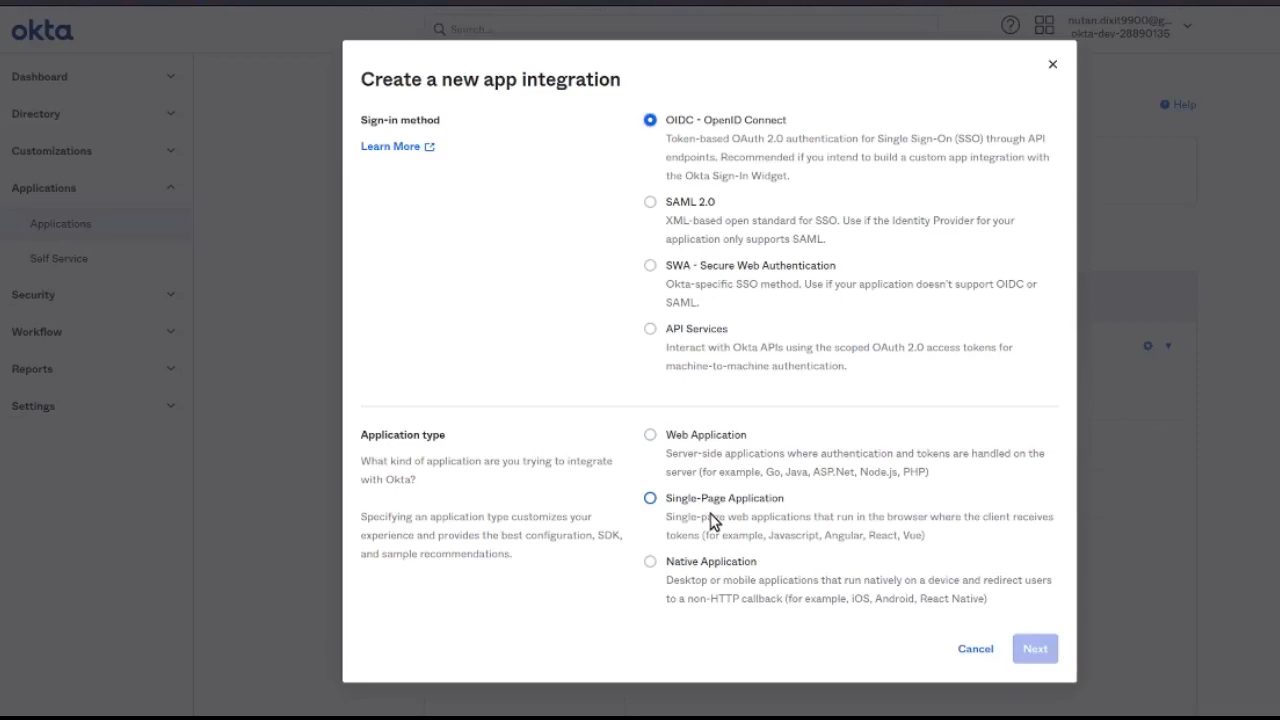 okta
Search...
nutan.dixit9900@g...
okta-dev-28890135
Dashboard
Directory
Customizations
Applications
Applications
Self Service
Security
Workflow
Reports
Settings
Help
Create a new app integration
Sign-in method
Learn More
OIDC - OpenID Connect
Token-based OAuth 2.0 authentication for Single Sign-On (SSO) through API
endpoints. Recommended if you intend to build a custom app integration with
the Okta Sign-In Widget.
SAML 2.0
XML-based open standard for SSO. Use if the Identity Provider for your
application only supports SAML.
SWA - Secure Web Authentication
Okta-specific SSO method. Use if your application doesn't support OIDC or
SAML.
API Services
Interact with Okta APIs using the scoped OAuth 2.0 access tokens for
machine-to-machine authentication.
Application type
What kind of application are you trying to integrate
with Okta?
Specifying an application type customizes your
experience and provides the best configuration, SDK,
and sample recommendations.
Web Application
Server-side applications where authentication and tokens are handled on the
server (for example, Go, Java, ASP.Net, Node.js, PHP)
Single-Page Application
Single-page web applications that run in the browser where the client receives
tokens (for example, Javascript, Angular, React, Vue)
Native Application
Desktop or mobile applications that run natively on a device and redirect users
to a non-HTTP callback (for example, iOS, Android, React Native)
Cancel
Next